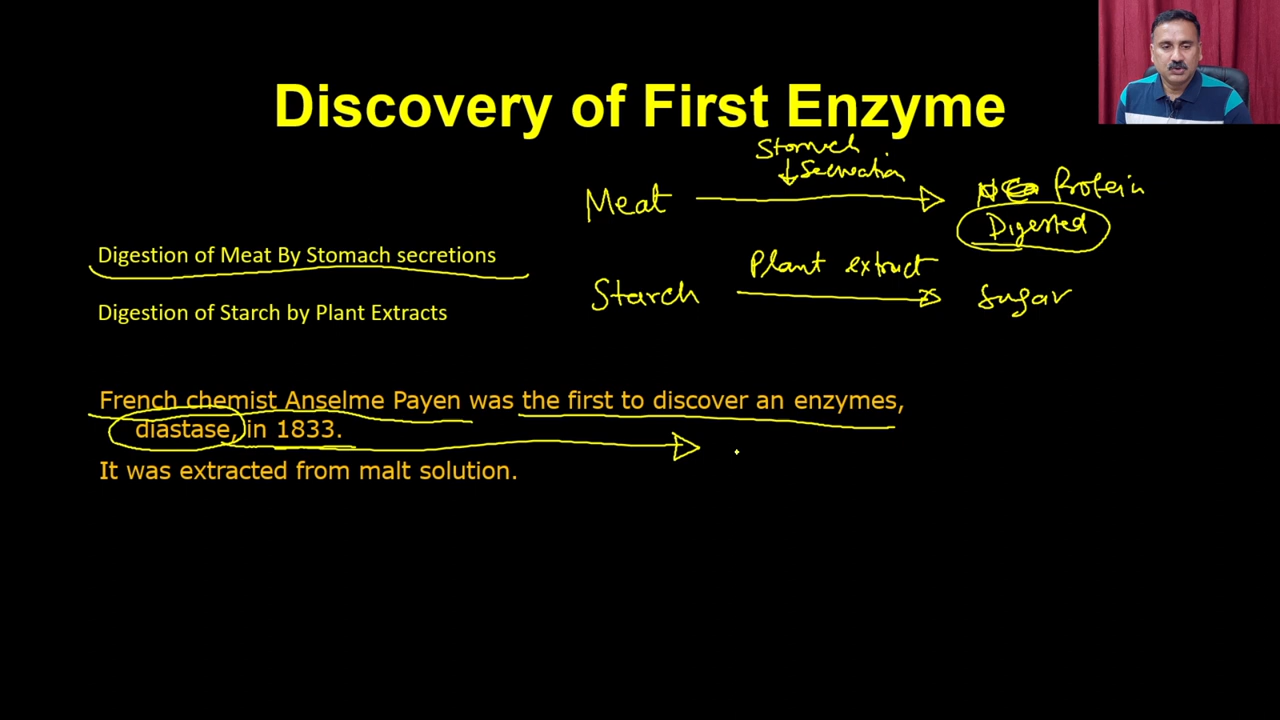 Discovery of First Enzyme
Stomach
Secreation
Meat
Protein
Digested
Digestion of Meat By Stomach secretions
Plant extract
Starch
Sugar
Digestion of Starch by Plant Extracts
French chemist Anselme Payen was the first to discover an enzymes,
diastase, in 1833.
It was extracted from malt solution.